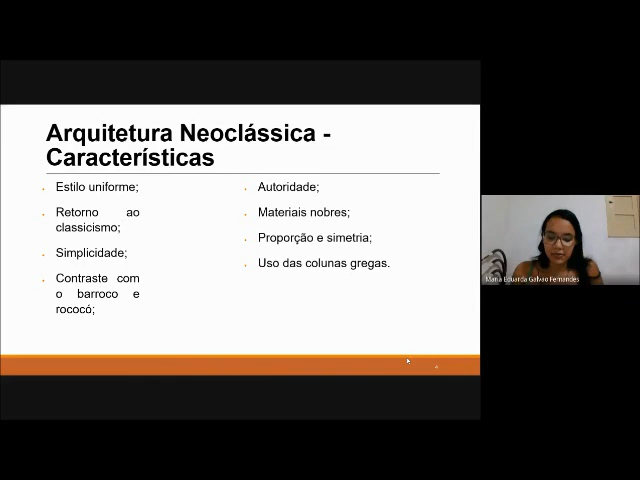 Arquitetura Neoclássica -
Características
Estilo uniforme;
Retorno ao
classicismo;
Simplicidade;
Contraste com
o barroco e
rococó;
Autoridade;
Materiais nobres;
Proporção e simetria;
Uso das colunas gregas.
Maria Eduarda Galvao Fernandes